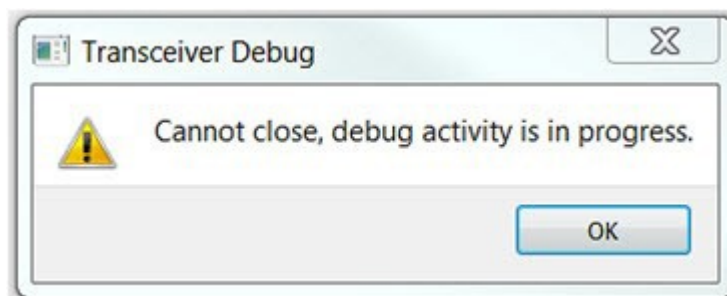 Transceiver Debug
Cannot close, debug activity is in progress.
OK